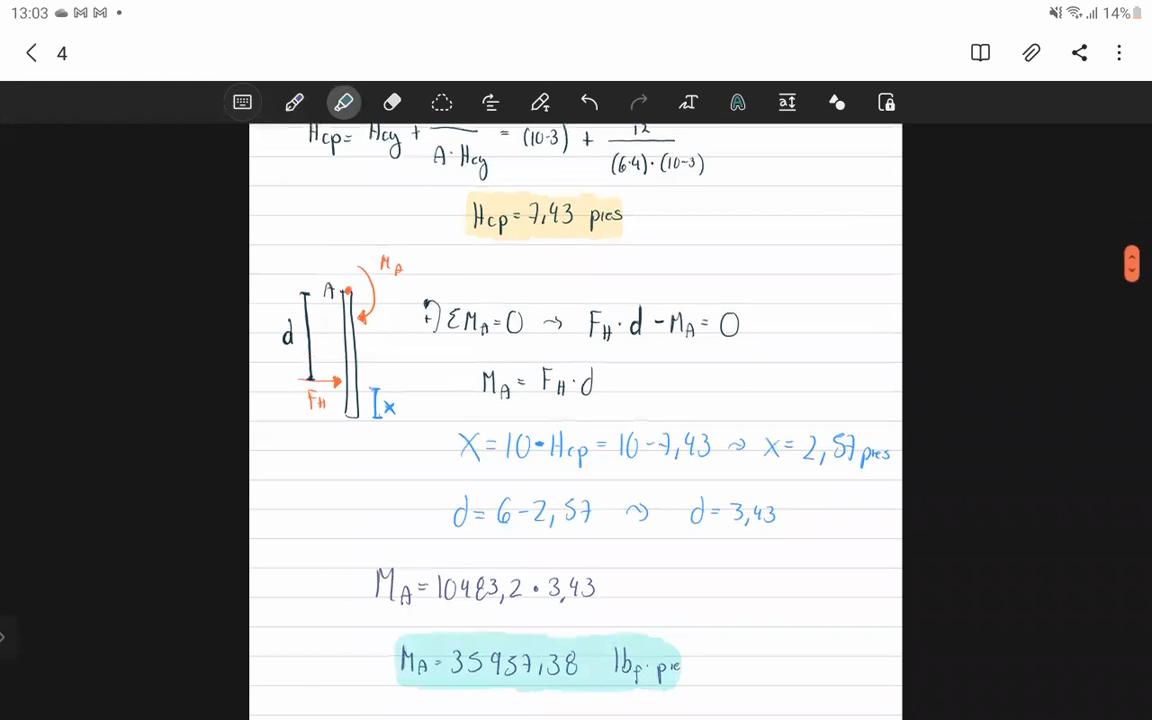 13:03 14%
4
12
Hcp= Hcg + = (10-3) +
A·Hcg (6·4)·(10-3)
Hcp = 7,43 pies
MA
A
d
+) ΣMA=0 → FH·d -MA=0
MA= FH·d
FH
x
X=10-Hcp= 10-7,43 → x= 2,57 pies
d= 6-2,57 → d= 3,43
MA=10483,2 · 3,43
MA= 35957,38 lbf·pie